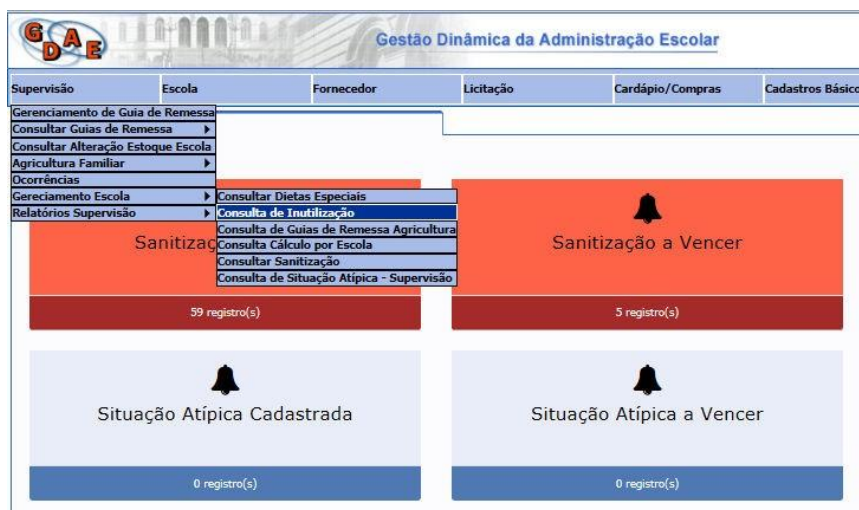 GDAE
Gestão Dinâmica da Administração Escolar
Supervisão Escola Fornecedor Licitação Cardápio/Compras Cadastros Básico
Gerenciamento de Guia de Remessa
Consultar Guias de Remessa
Consultar Alteração Estoque Escola
Agricultura Familiar
Ocorrências
Gereciamento Escola
Relatórios Supervisão
Consultar Dietas Especiais
Consulta de Inutilização
Consulta de Guias de Remessa Agricultura
Consulta Cálculo por Escola
Consultar Sanitização
Consulta de Situação Atípica - Supervisão
Sanitizaç
59 registro(s)
Sanitização a Vencer
5 registro(s)
Situação Atípica Cadastrada
0 registro(s)
Situação Atípica a Vencer
0 registro(s)